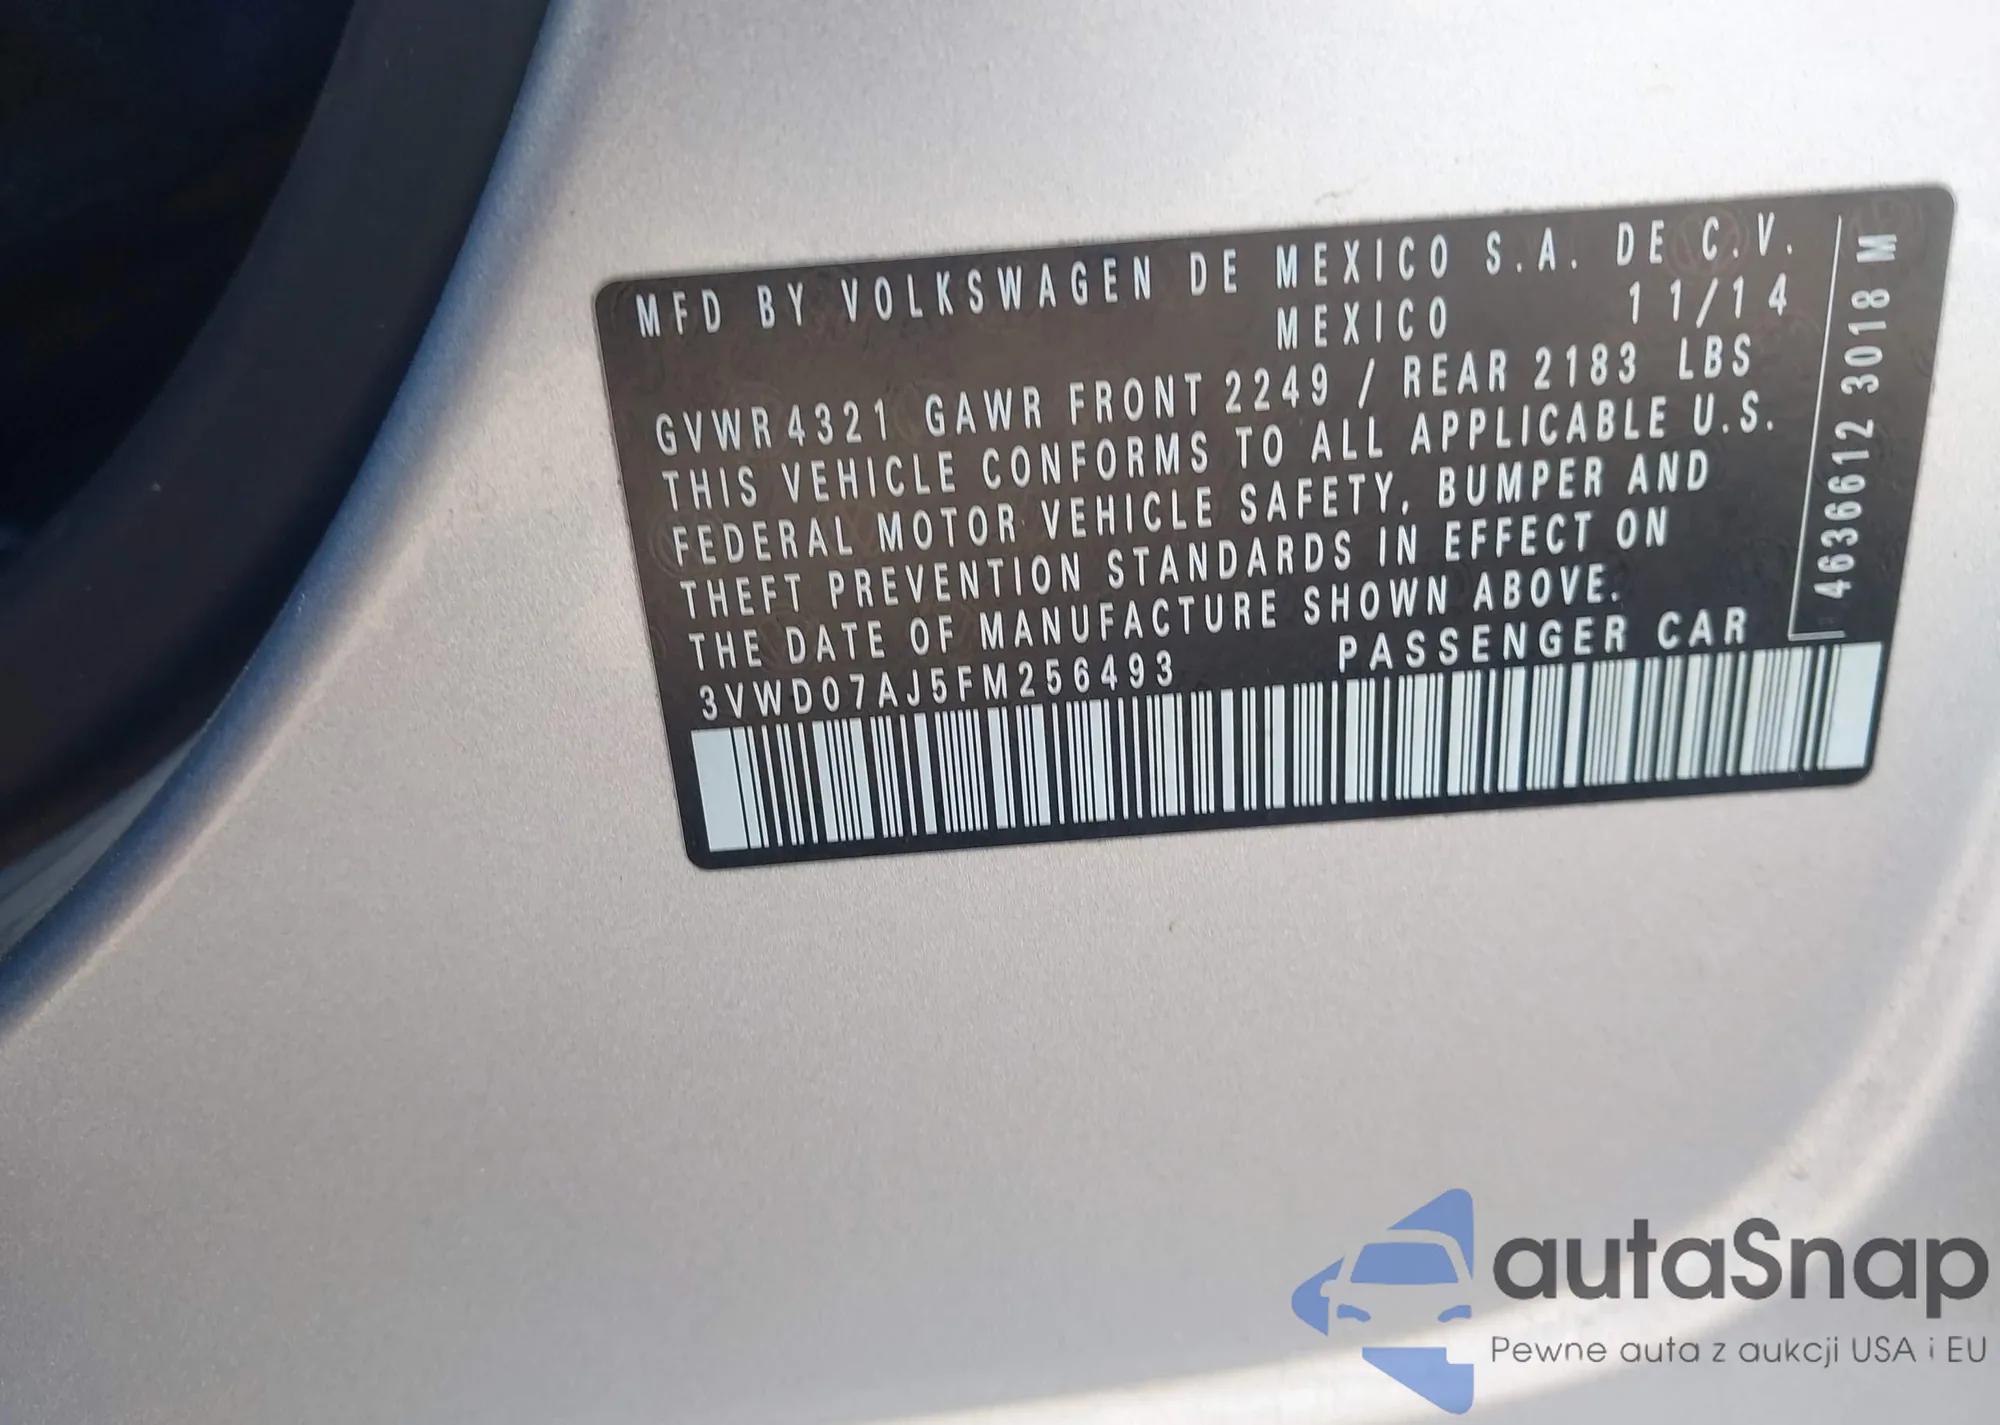 MFD BY VOLKSWAGEN DE MEXICO S.A. DE C.V.
MEXICO 11/14
GVWR 4321 GAWR FRONT 2249 / REAR 2183 LBS
THIS VEHICLE CONFORMS TO ALL APPLICABLE U.S.
FEDERAL MOTOR VEHICLE SAFETY, BUMPER AND
THEFT PREVENTION STANDARDS IN EFFECT ON
THE DATE OF MANUFACTURE SHOWN ABOVE.
3VWD07AJ5FM256493 PASSENGER CAR
4636612 3018 M
autaSnap
Pewne auta z aukcji USA i EU